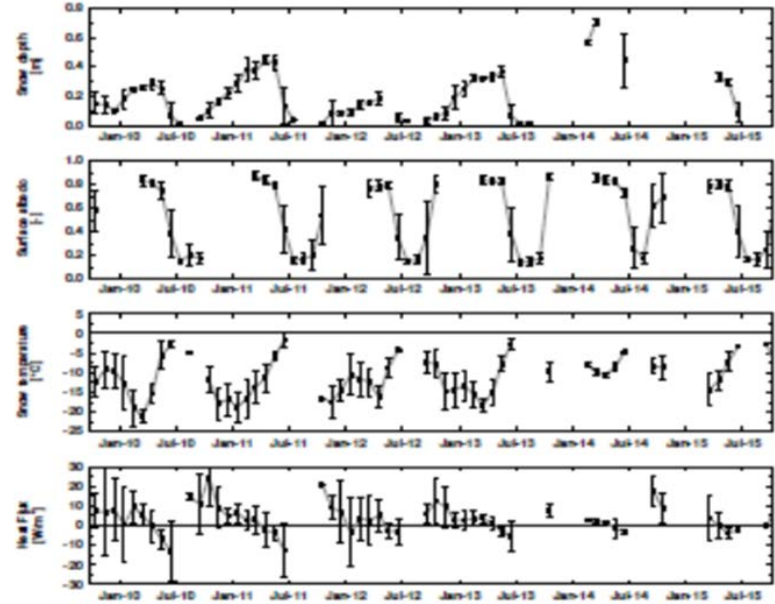 Snow depth
[m]
0.8
0.6
0.4
0.2
0.0
Jan-10 Jul-10 Jan-11 Jul-11 Jan-12 Jul-12 Jan-13 Jul-13 Jan-14 Jul-14 Jan-15 Jul-15
Surface albedo
[-]
1.0
0.8
0.6
0.4
0.2
0.0
Jan-10 Jul-10 Jan-11 Jul-11 Jan-12 Jul-12 Jan-13 Jul-13 Jan-14 Jul-14 Jan-15 Jul-15
Snow temperature
[°C]
5
0
-5
-10
-15
-20
-25
Jan-10 Jul-10 Jan-11 Jul-11 Jan-12 Jul-12 Jan-13 Jul-13 Jan-14 Jul-14 Jan-15 Jul-15
Heat Flux
[W/m²]
30
20
10
0
-10
-20
-30
Jan-10 Jul-10 Jan-11 Jul-11 Jan-12 Jul-12 Jan-13 Jul-13 Jan-14 Jul-14 Jan-15 Jul-15